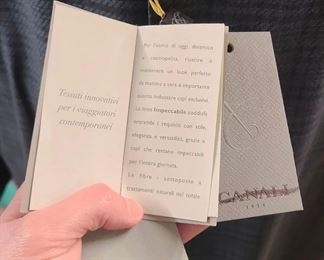 Tessuti innovativi
per i viaggiatori
contemporanei
Per l'uomo di oggi, dinamico
e cosmopolita, riuscire a
mantenere un look perfetto
da mattina a sera è importante
quanto indossare capi esclusivi.
La linea Impeccabile soddisfa
entrambi i requisiti con stile,
eleganza e versatilità, grazie a
capi che restano impeccabili
per l'intera giornata.
Le fibre - sottoposte a
trattamenti naturali nel totale
CANALI
1934